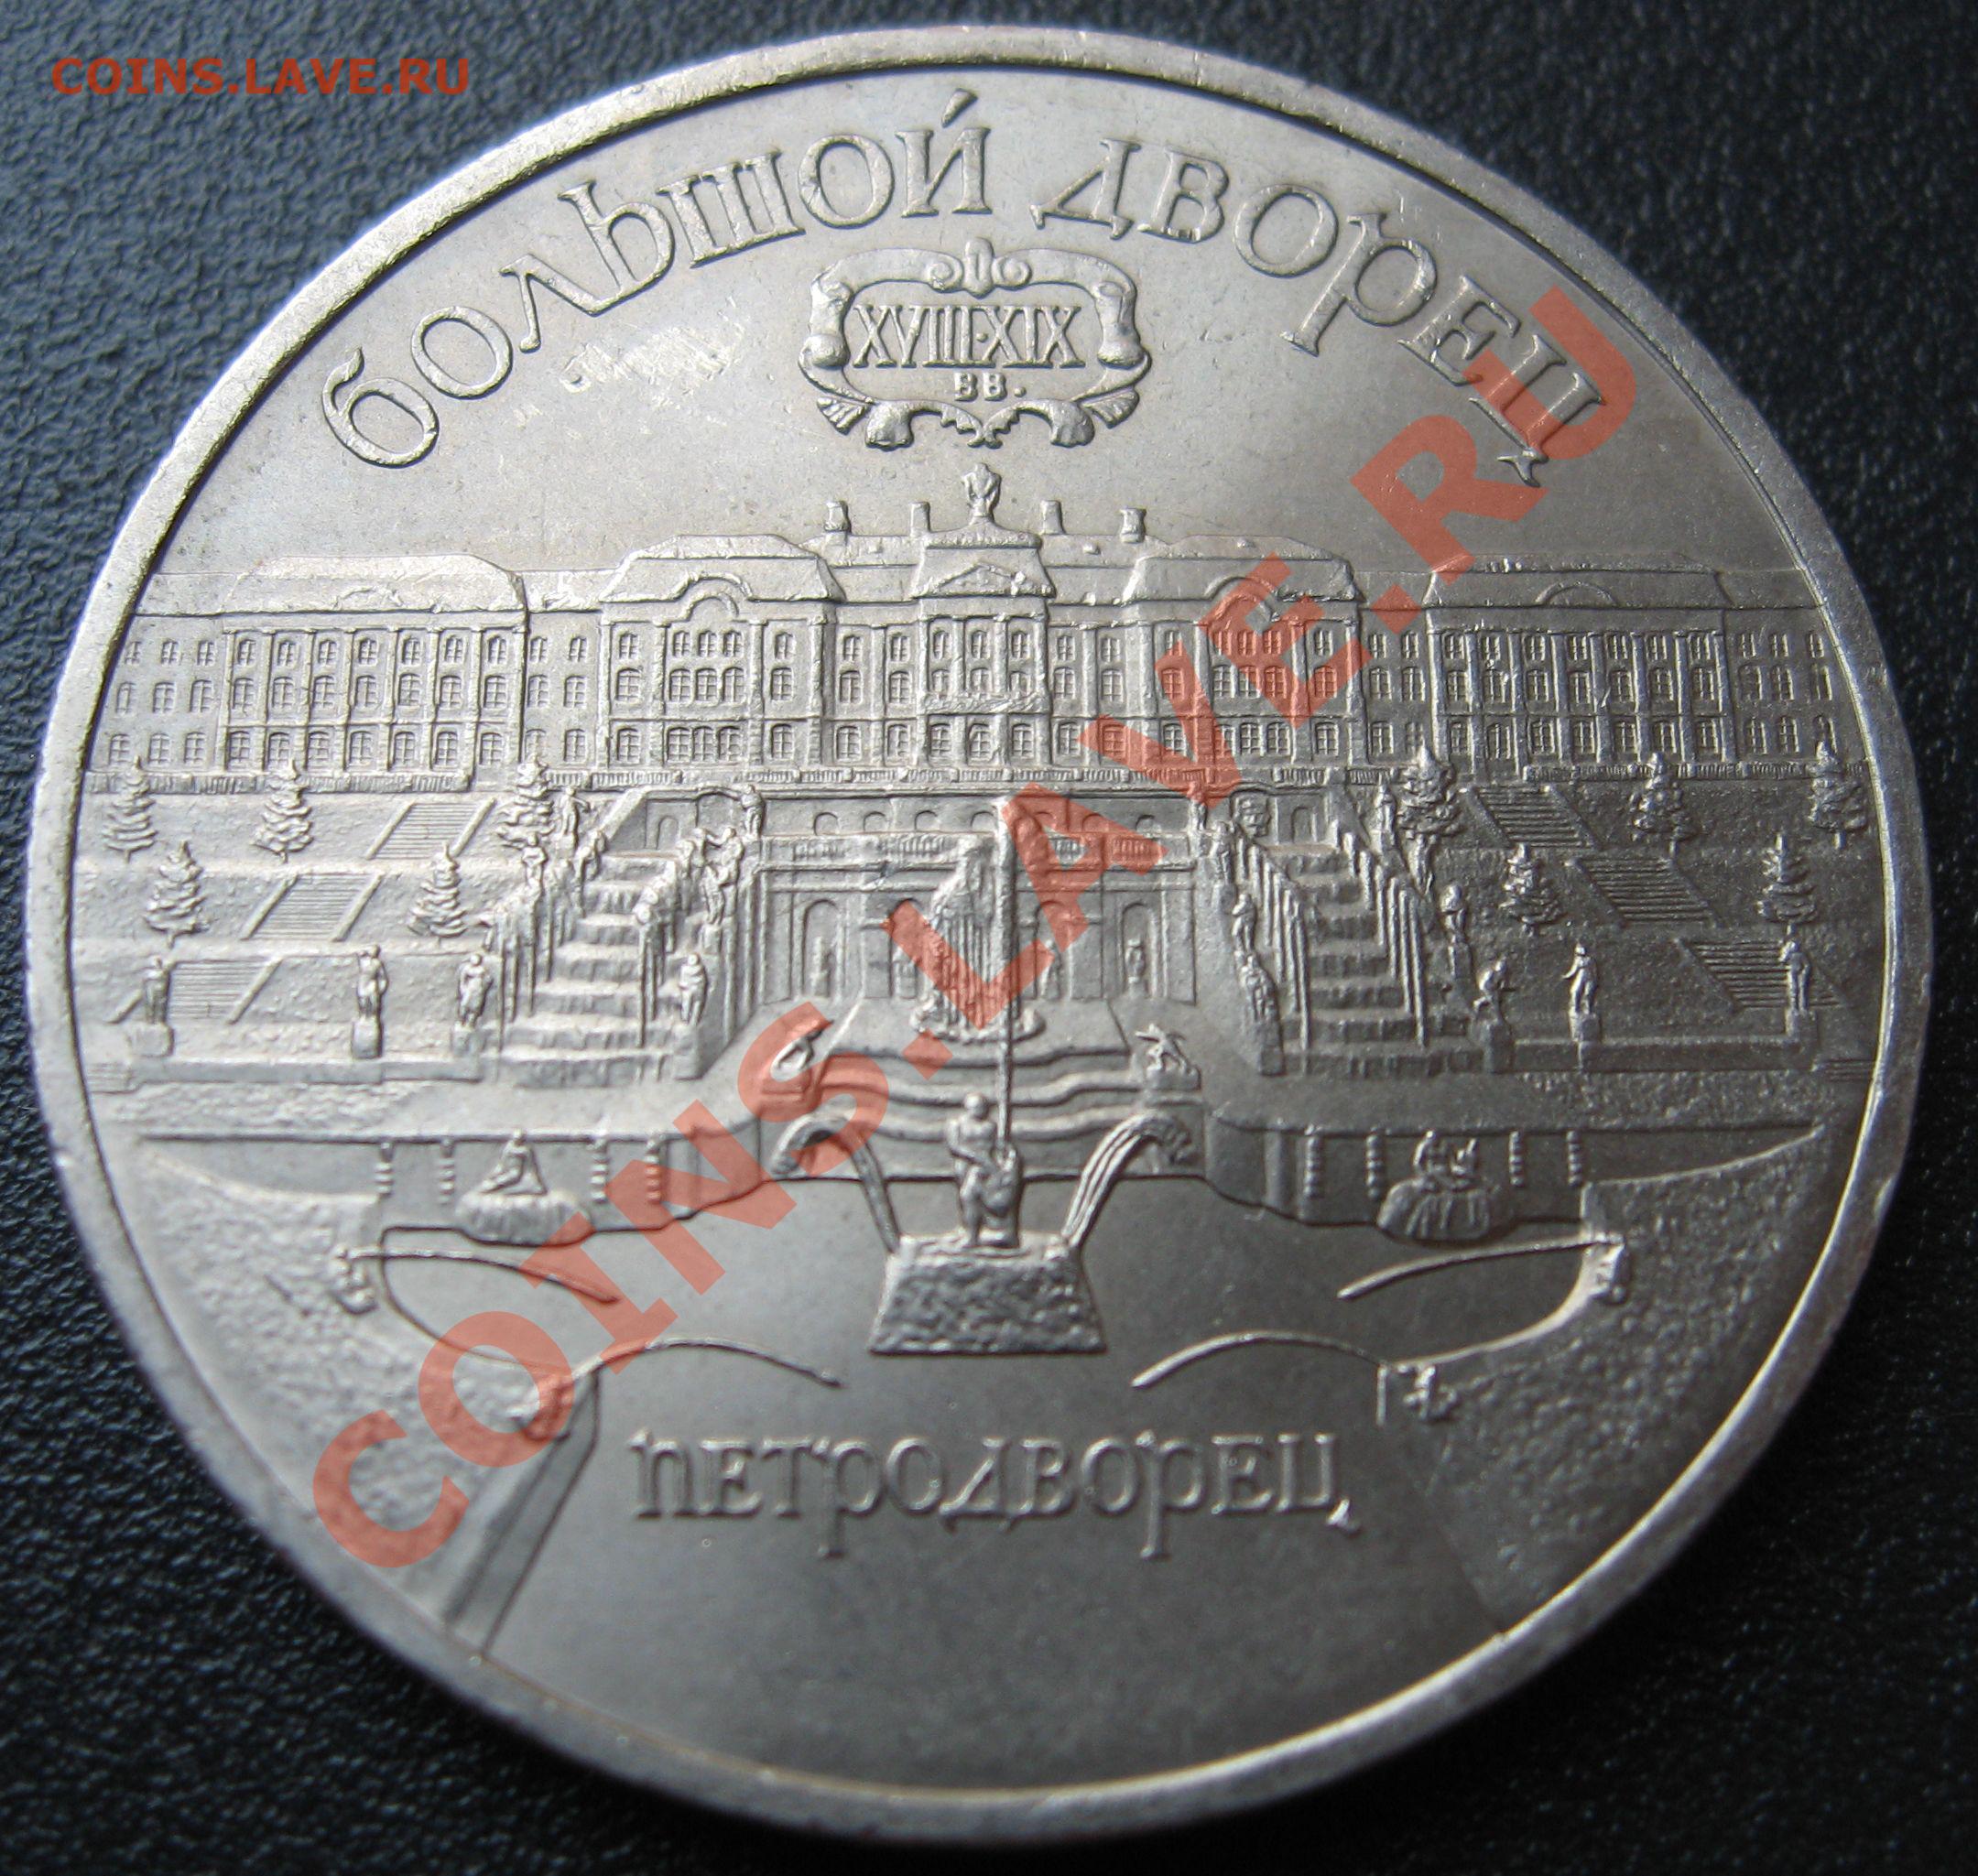 COINS.LAVE.RU
большой дворец
XVIII·XIX
ВВ.
COINS.LAVE.RU
петродворец